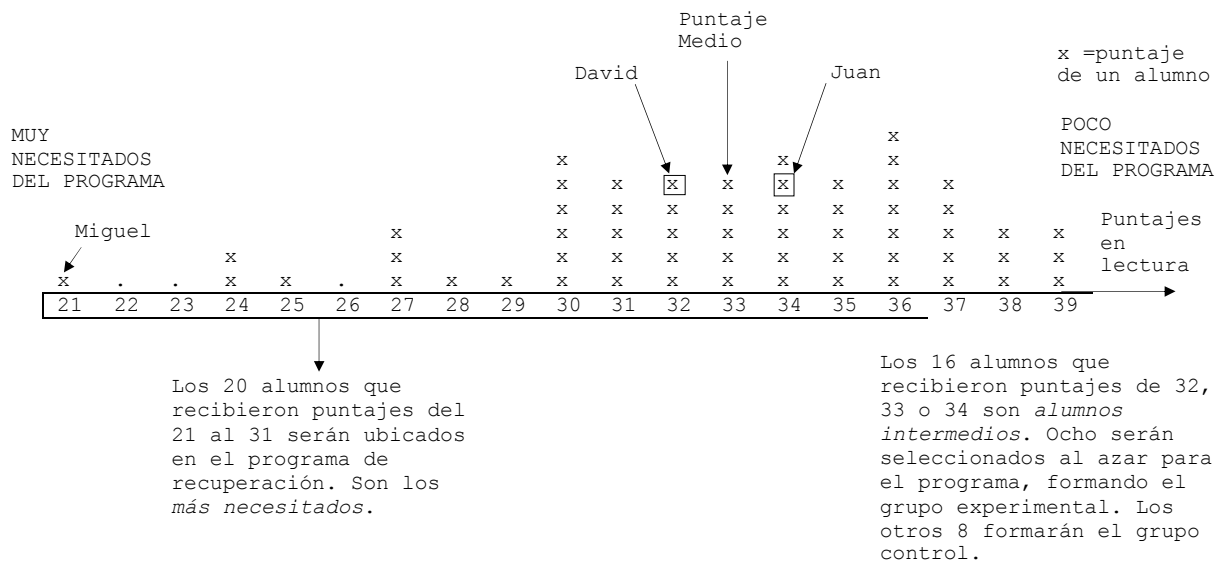 Puntaje
Medio
David
Juan
x =puntaje
de un alumno
MUY
NECESITADOS
DEL PROGRAMA
POCO
NECESITADOS
DEL PROGRAMA
Miguel
Puntajes
en
lectura
x
x x x
x x x x x x x x
x x x x x x x x
x x x x x x x x x x x
x x x x x x x x x x x x
x . . x x . x x x x x x x x x x x x x
21 22 23 24 25 26 27 28 29 30 31 32 33 34 35 36 37 38 39
Los 20 alumnos que
recibieron puntajes del
21 al 31 serán ubicados
en el programa de
recuperación. Son los
más necesitados.
Los 16 alumnos que
recibieron puntajes de 32,
33 o 34 son alumnos
intermedios. Ocho serán
seleccionados al azar para
el programa, formando el
grupo experimental. Los
otros 8 formarán el grupo
control.